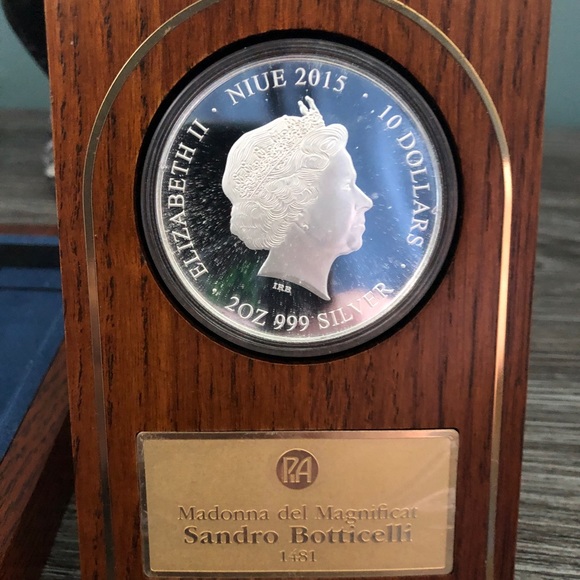 ELIZABETH II · NIUE 2015 · 10 DOLLARS
IRB
2OZ 999 SILVER
PA
Madonna del Magnificat
Sandro Botticelli
1481